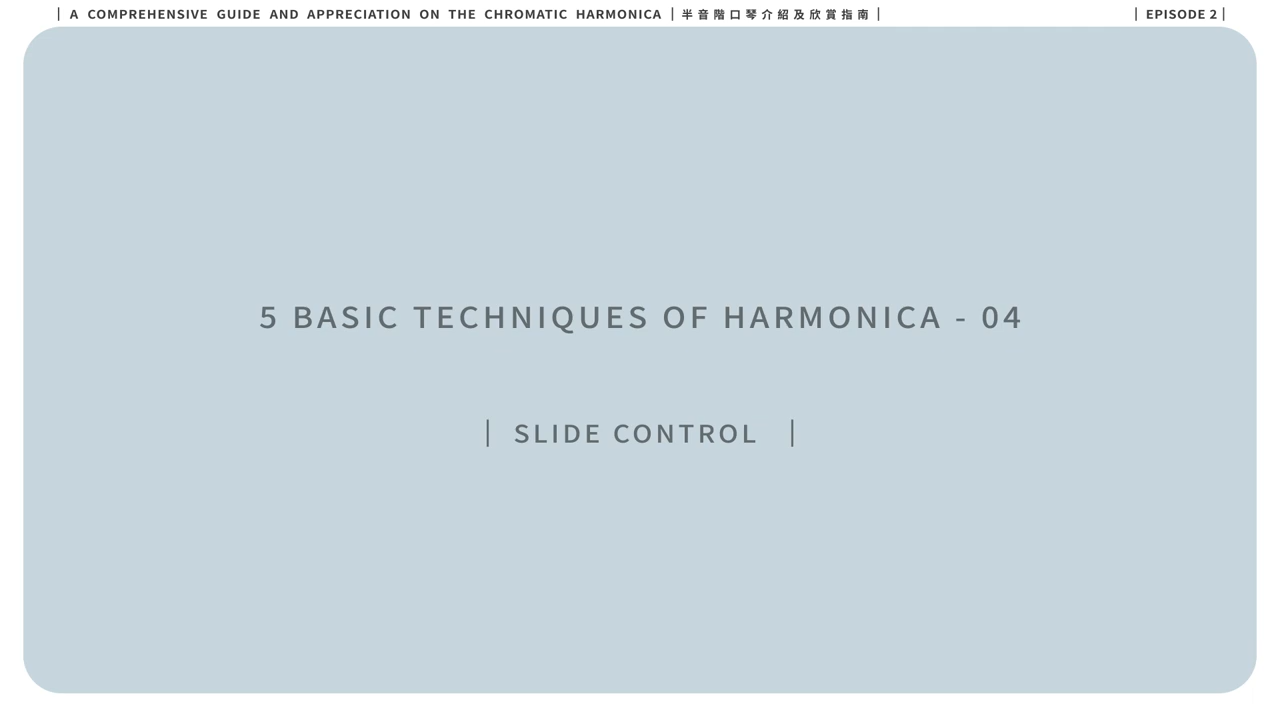 | A COMPREHENSIVE GUIDE AND APPRECIATION ON THE CHROMATIC HARMONICA | 半音階口琴介紹及欣賞指南 | | EPISODE 2 |
5 BASIC TECHNIQUES OF HARMONICA - 04
| SLIDE CONTROL |